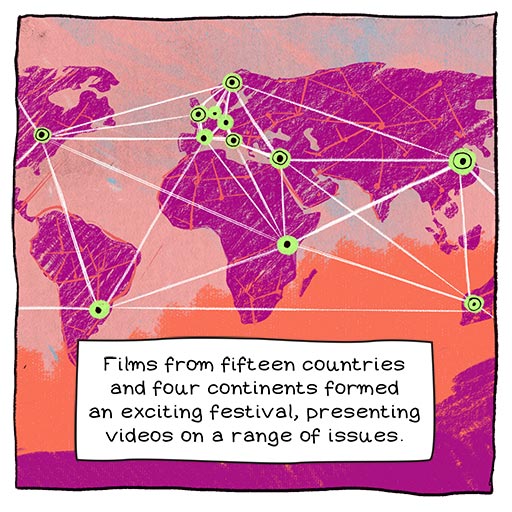 Films from fifteen countries
and four continents formed
an exciting festival, presenting
videos on a range of issues.